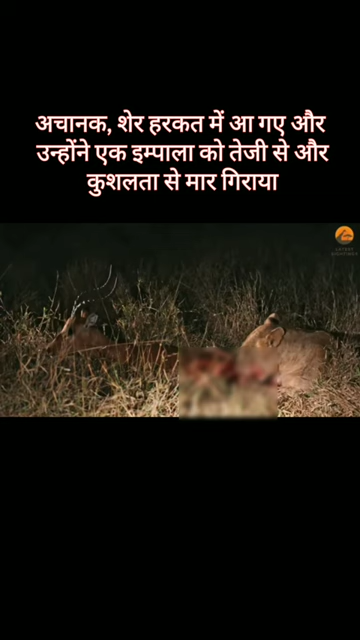 अचानक, शेर हरकत में आ गए और
उन्होंने एक इम्पाला को तेजी से और
कुशलता से मार गिराया